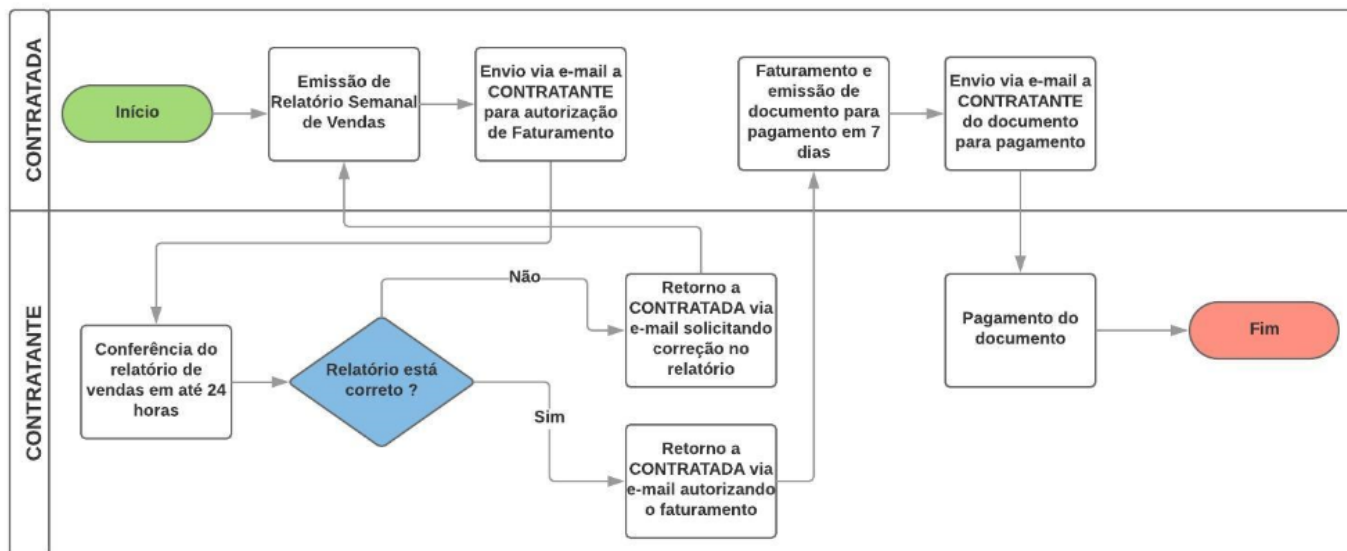 CONTRATADA
Início
Emissão de
Relatório Semanal
de Vendas
Envio via e-mail a
CONTRATANTE
para autorização
de Faturamento
Faturamento e
emissão de
documento para
pagamento em 7
dias
Envio via e-mail a
CONTRATANTE
do documento
para pagamento
CONTRATANTE
Conferência do
relatório de
vendas em até 24
horas
Relatório está
correto ?
Não
Retorno a
CONTRATADA via
e-mail solicitando
correção no
relatório
Sim
Retorno a
CONTRATADA via
e-mail autorizando
o faturamento
Pagamento do
documento
Fim